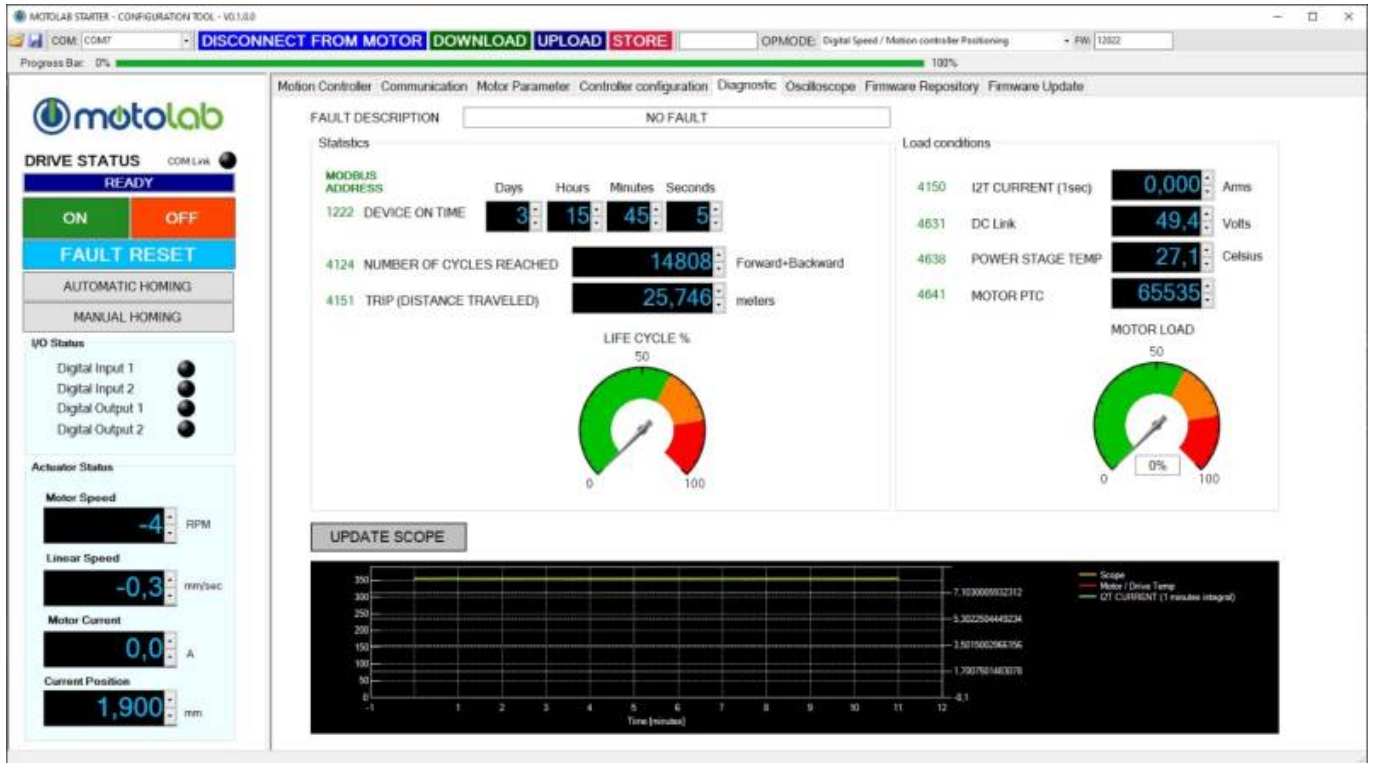 MOTOLAB STARTER - CONFIGURATION TOOL - V0.1.0.0
COM: COM7 DISCONNECT FROM MOTOR DOWNLOAD UPLOAD STORE OPMODE: Digital Speed / Motion controller Positioning FW: 12022
Progress Bar: 0% 100%
Motion Controller Communication Motor Parameter Controller configuration Diagnostic Oscilloscope Firmware Repository Firmware Update
motolab
DRIVE STATUS COM Link
READY
ON OFF
FAULT RESET
AUTOMATIC HOMING
MANUAL HOMING
I/O Status
Digital Input 1
Digital Input 2
Digital Output 1
Digital Output 2
Actuator Status
Motor Speed
-4 RPM
Linear Speed
-0,3 mm/sec
Motor Current
0,0 A
Current Position
1,900 mm
FAULT DESCRIPTION NO FAULT
Statistics
MODBUS
ADDRESS Days Hours Minutes Seconds
1222 DEVICE ON TIME 3 15 45 5
4124 NUMBER OF CYCLES REACHED 14808 Forward+Backward
4151 TRIP (DISTANCE TRAVELED) 25,746 meters
LIFE CYCLE %
50
0 100
Load conditions
4150 I2T CURRENT (1sec) 0,000 Arms
4631 DC Link 49,4 Volts
4638 POWER STAGE TEMP 27,1 Celsius
4641 MOTOR PTC 65535
MOTOR LOAD
50
0%
0 100
UPDATE SCOPE
350
300
250
200
150
100
50
0
-1 1 2 3 4 5 6 7 8 9 10 11 12
Time [minutes]
-0,1
Scope
Motor / Drive Temp
I2T CURRENT (1 minutes integral)